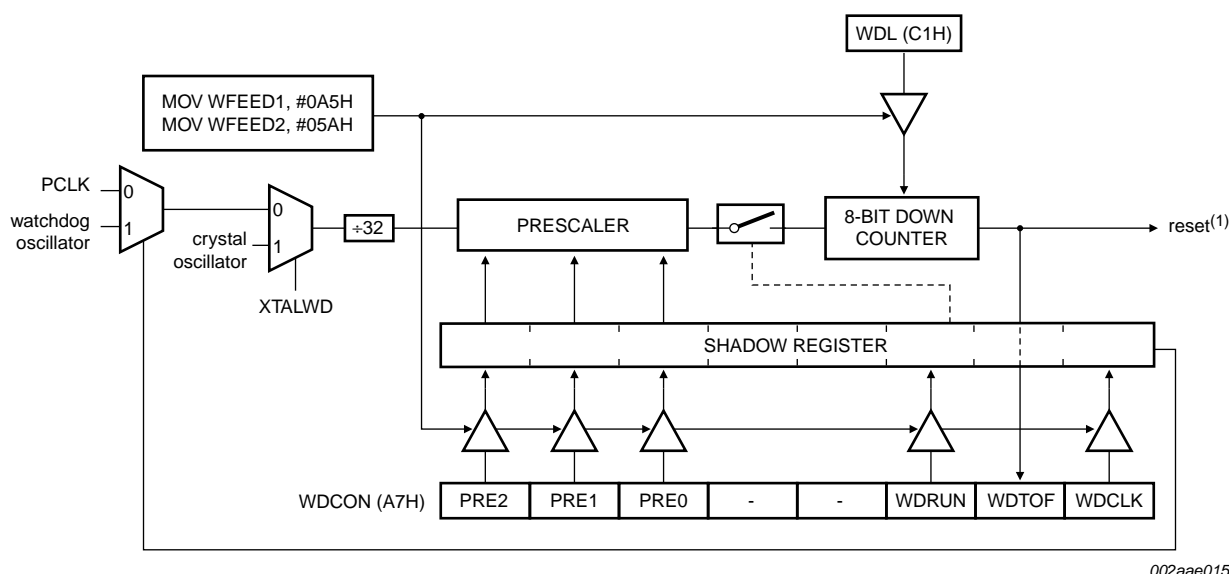 WDL (C1H)
MOV WFEED1, #0A5H
MOV WFEED2, #05AH
PCLK
0
watchdog
oscillator
1
0
crystal
oscillator
1
XTALWD
÷32
PRESCALER
8-BIT DOWN
COUNTER
reset(1)
SHADOW REGISTER
WDCON (A7H)
PRE2
PRE1
PRE0
-
-
WDRUN
WDTOF
WDCLK
002aae015